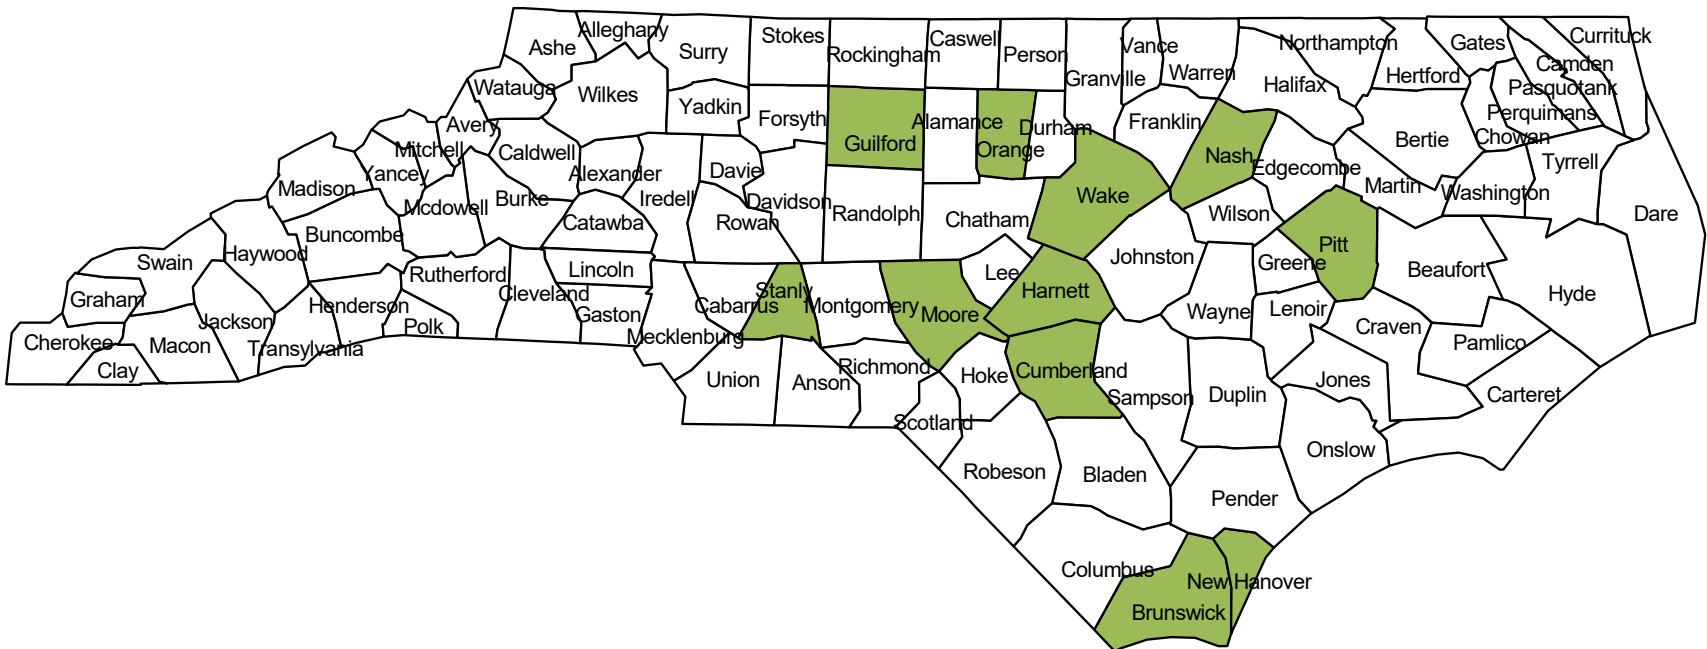 Alleghany
Ashe
Surry
Stokes
Rockingham
Caswell
Person
Granville
Vance
Warren
Northampton
Halifax
Hertford
Gates
Currituck
Camden
Pasquotank
Perquimans
Chowan
Watauga
Wilkes
Yadkin
Forsyth
Guilford
Alamance
Orange
Durham
Franklin
Nash
Edgecombe
Bertie
Martin
Washington
Tyrrell
Dare
Avery
Mitchell
Yancey
Madison
Caldwell
Alexander
Iredell
Davie
Davidson
Randolph
Chatham
Wake
Wilson
Pitt
Mcdowell
Burke
Catawba
Rowan
Buncombe
Haywood
Swain
Graham
Cherokee
Clay
Macon
Jackson
Transylvania
Henderson
Polk
Rutherford
Cleveland
Lincoln
Gaston
Mecklenburg
Cabarrus
Stanly
Montgomery
Moore
Lee
Harnett
Johnston
Greene
Wayne
Lenoir
Beaufort
Hyde
Craven
Pamlico
Carteret
Jones
Union
Anson
Richmond
Scotland
Hoke
Cumberland
Sampson
Duplin
Onslow
Robeson
Bladen
Pender
Columbus
New Hanover
Brunswick